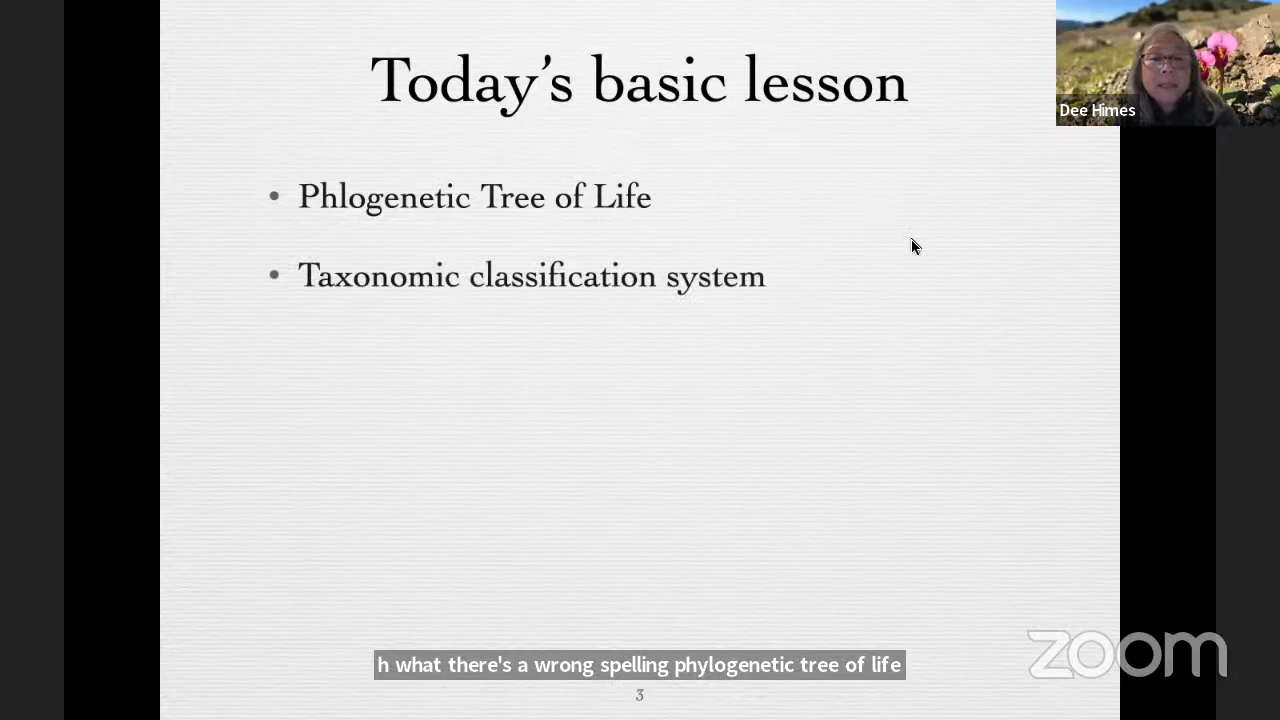 Today’s basic lesson
Dee Himes
• Phlogenetic Tree of Life
• Taxonomic classification system
h what there's a wrong spelling phylogenetic tree of life
zoom
3